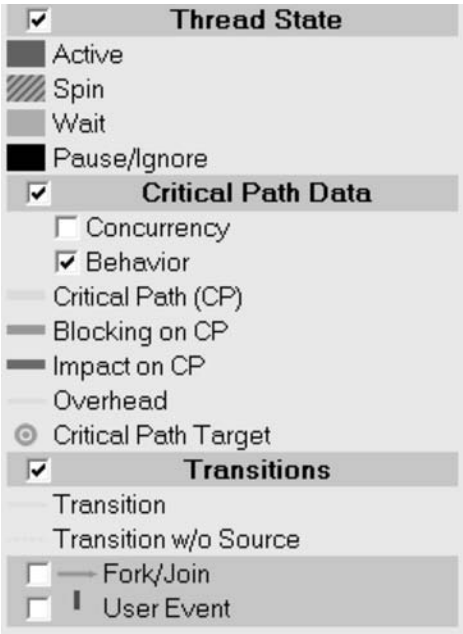 Thread State
Active
Spin
Wait
Pause/Ignore
Critical Path Data
Concurrency
Behavior
Critical Path (CP)
Blocking on CP
Impact on CP
Overhead
Critical Path Target
Transitions
Transition
Transition w/o Source
Fork/Join
User Event